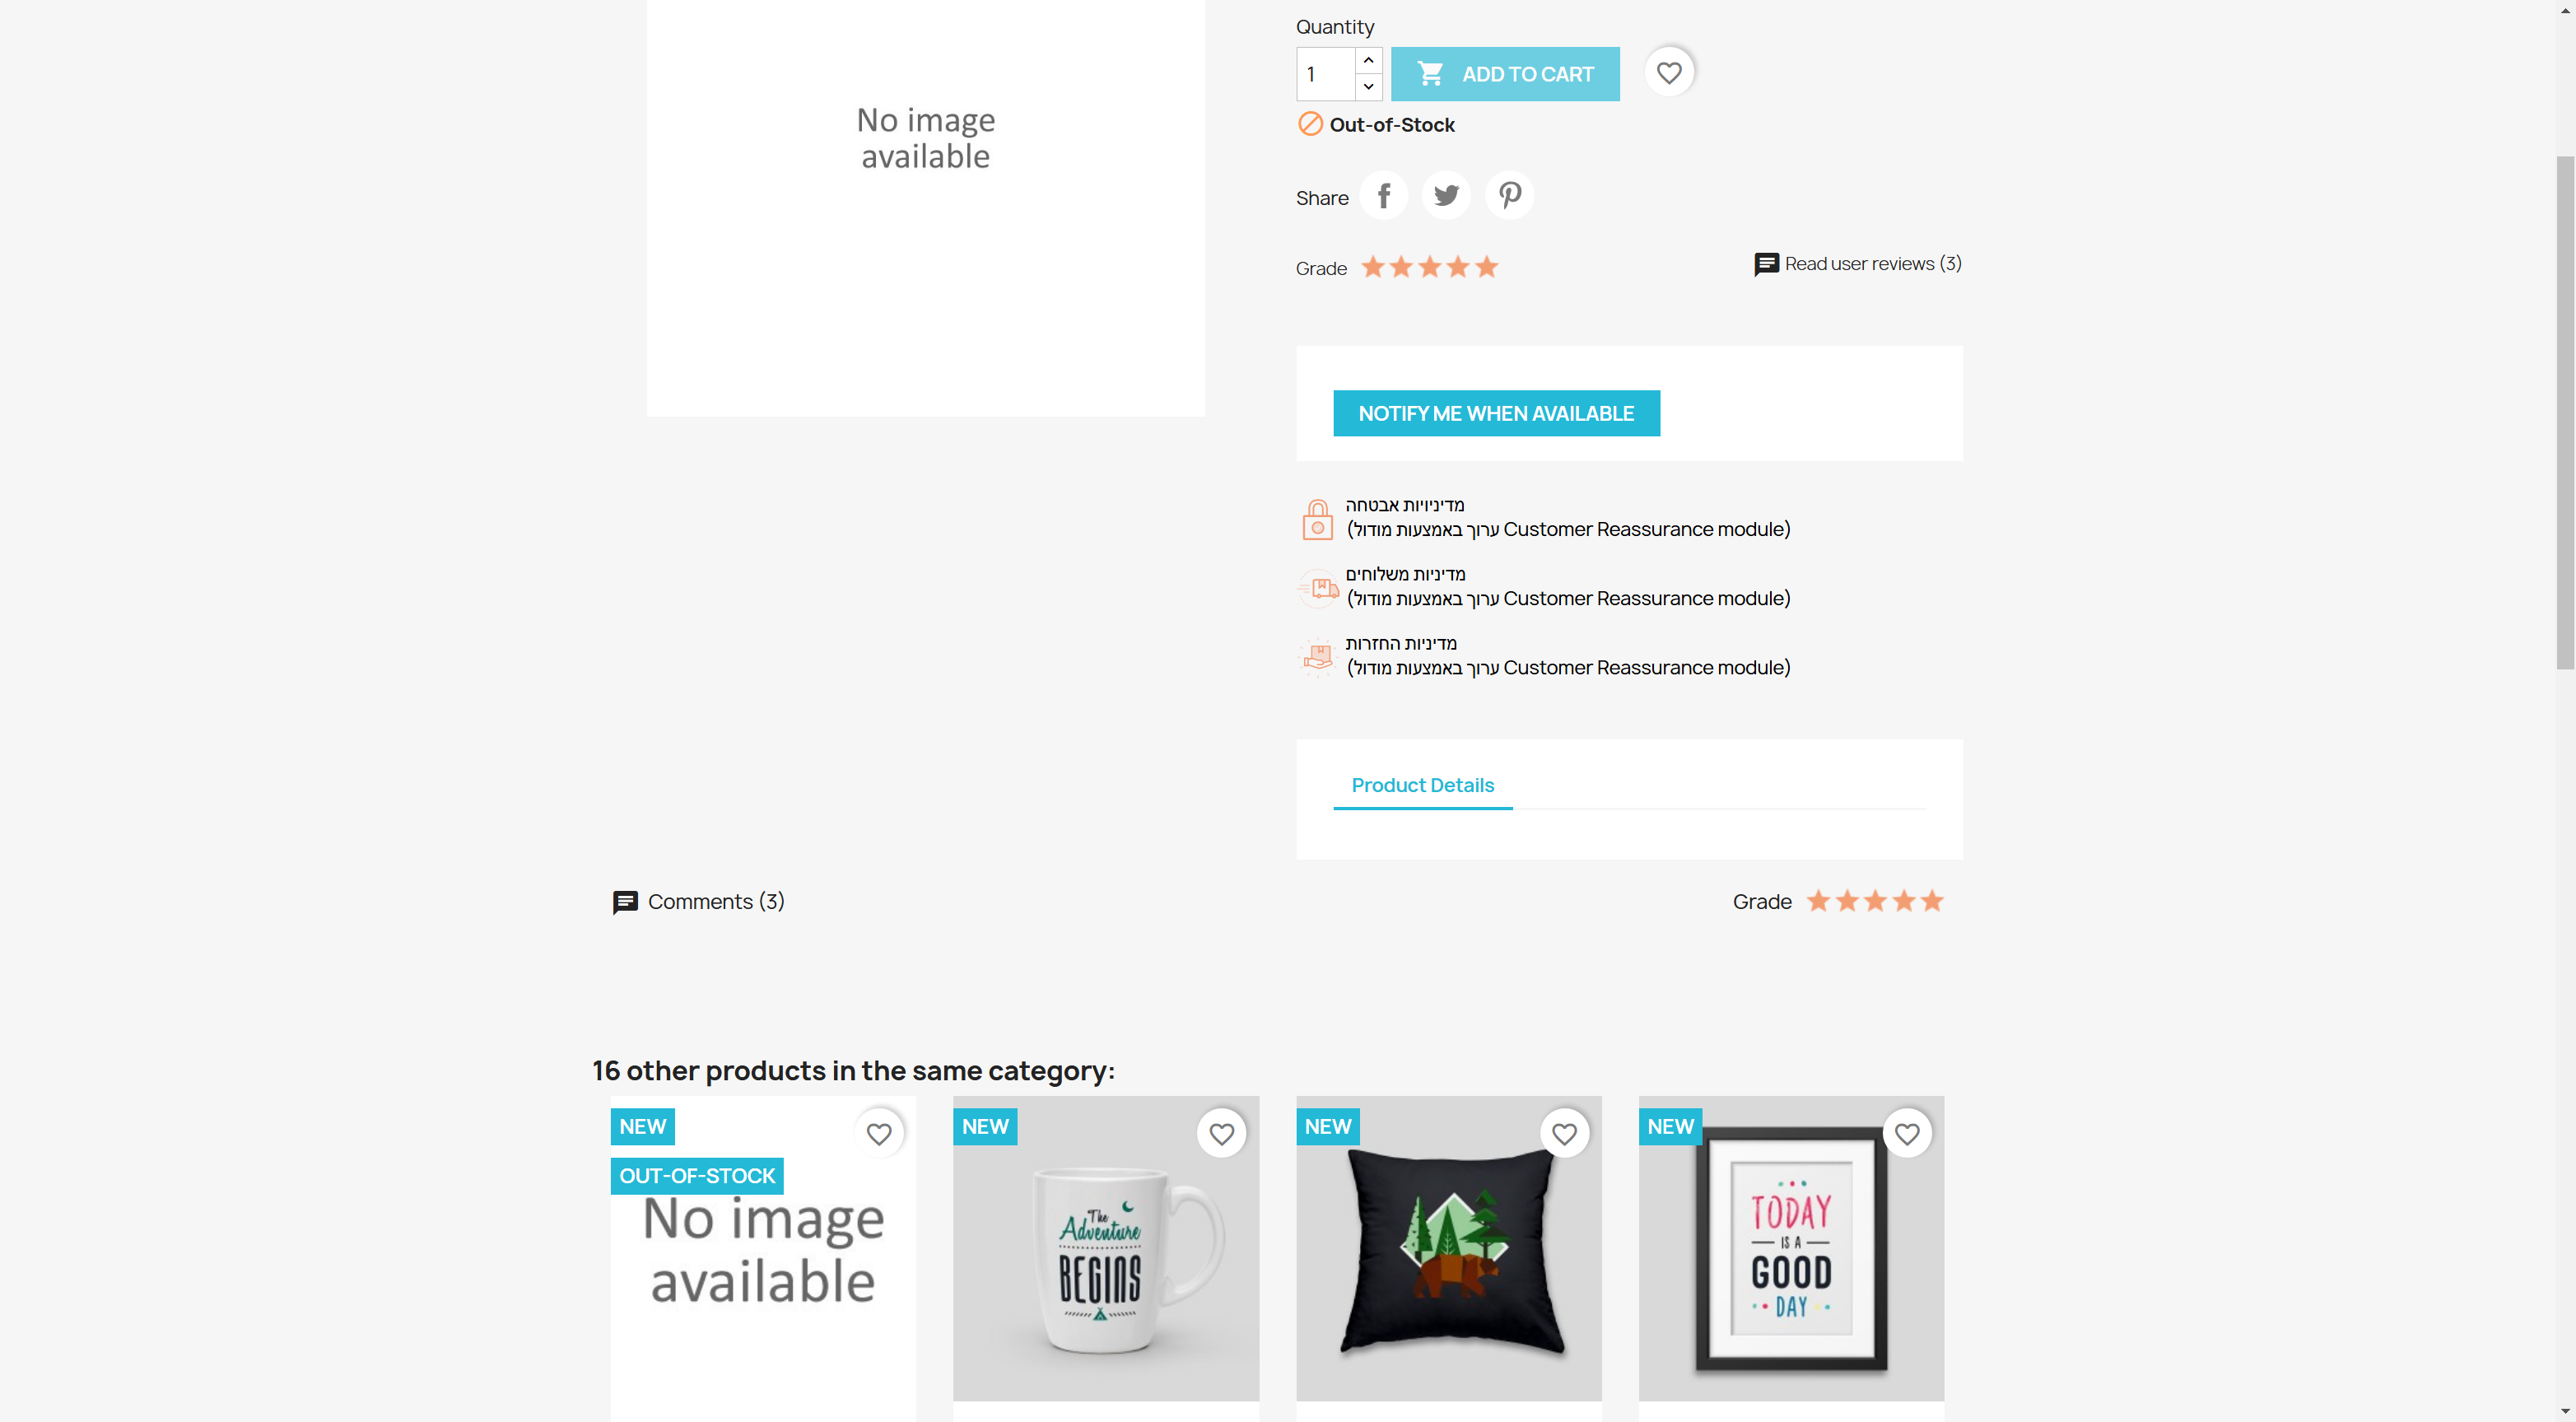 No image
available
Quantity
1
ADD TO CART
Out-of-Stock
Share
Grade
Read user reviews (3)
NOTIFY ME WHEN AVAILABLE
מדיניויות אבטחה
(ערוך באמצעות מודול Customer Reassurance module)
מדיניות משלוחים
(ערוך באמצעות מודול Customer Reassurance module)
מדיניות החזרות
(ערוך באמצעות מודול Customer Reassurance module)
Product Details
Comments (3)
Grade
16 other products in the same category:
NEW
OUT-OF-STOCK
No image
available
NEW
The
Adventure
BEGINS
NEW
NEW
TODAY
IS A
GOOD
DAY